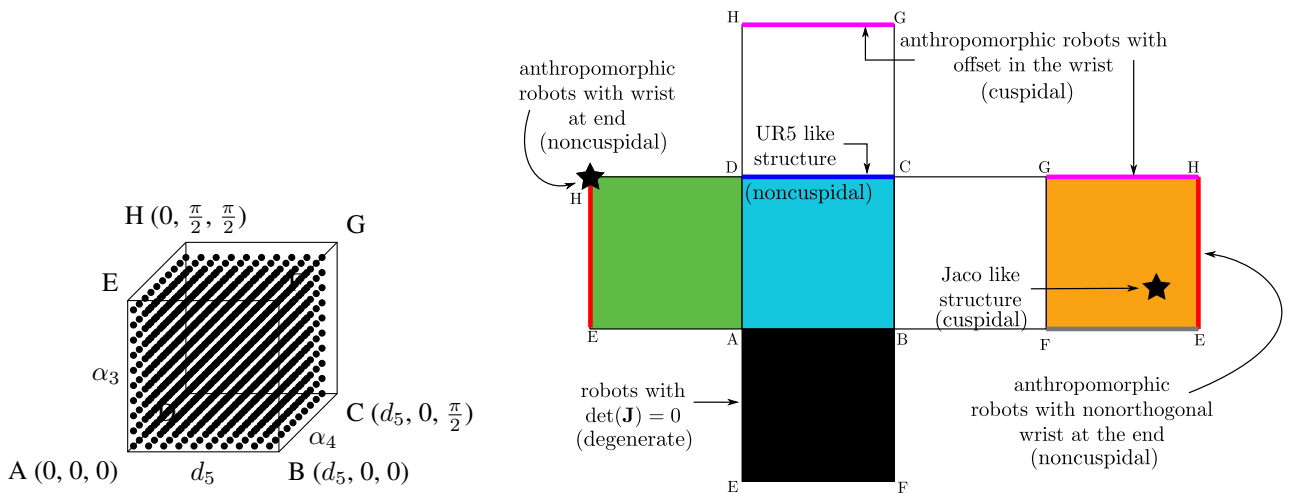 H (0, π/2, π/2)
G
E
α3
C (d5, 0, π/2)
α4
A (0, 0, 0)
d5
B (d5, 0, 0)
H
G
anthropomorphic robots with
offset in the wrist
(cuspidal)
anthropomorphic
robots with wrist
at end
(noncuspidal)
UR5 like
structure
D
C
G
H
H
(noncuspidal)
Jaco like
structure
(cuspidal)
E
A
B
F
E
robots with
det(J) = 0
(degenerate)
anthropomorphic
robots with nonorthogonal
wrist at the end
(noncuspidal)
E
F